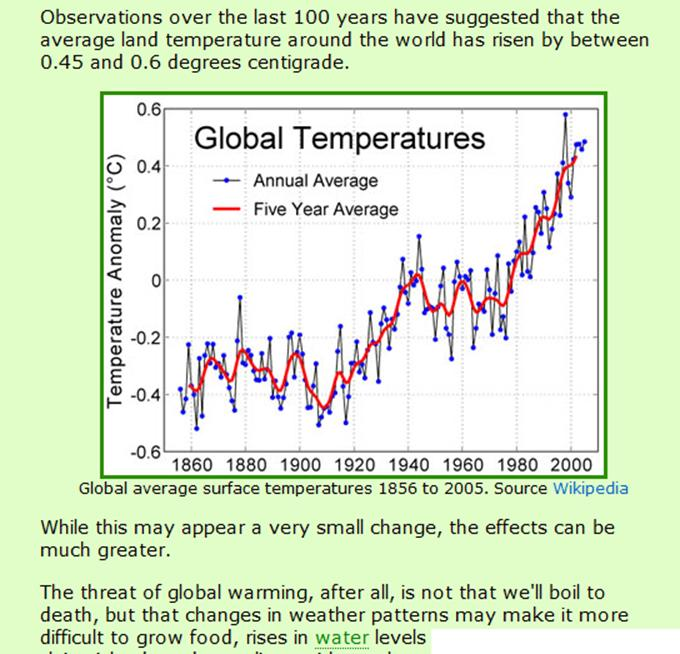 Observations over the last 100 years have suggested that the
average land temperature around the world has risen by between
0.45 and 0.6 degrees centigrade.
Global Temperatures
Annual Average
Five Year Average
Temperature Anomaly (°C)
0.6
0.4
0.2
0
-0.2
-0.4
-0.6
1860 1880 1900 1920 1940 1960 1980 2000
Global average surface temperatures 1856 to 2005. Source Wikipedia
While this may appear a very small change, the effects can be
much greater.
The threat of global warming, after all, is not that we'll boil to
death, but that changes in weather patterns may make it more
difficult to grow food, rises in water levels